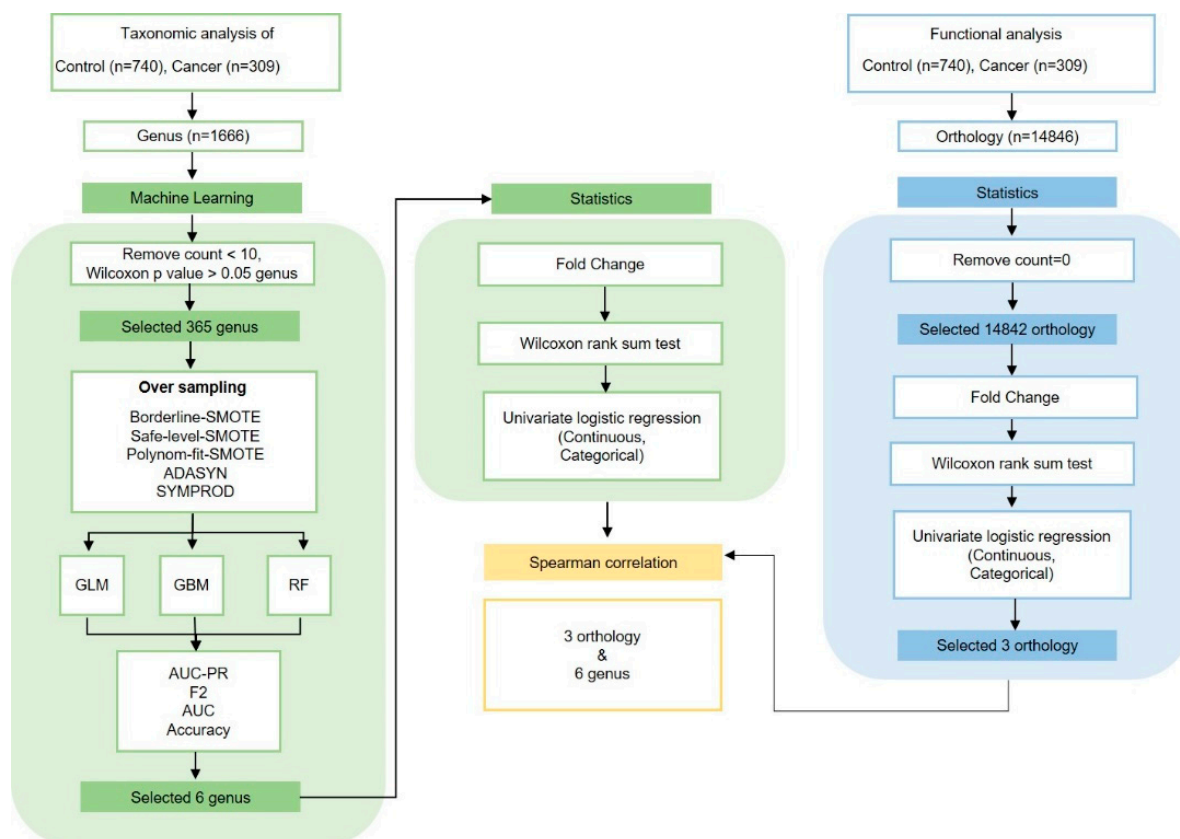 Taxonomic analysis of
Control (n=740), Cancer (n=309)
Genus (n=1666)
Machine Learning
Remove count < 10,
Wilcoxon p value > 0.05 genus
Selected 365 genus
Over sampling
Borderline-SMOTE
Safe-level-SMOTE
Polynom-fit-SMOTE
ADASYN
SYMPROD
GLM
GBM
RF
AUC-PR
F2
AUC
Accuracy
Selected 6 genus
Statistics
Fold Change
Wilcoxon rank sum test
Univariate logistic regression
(Continuous,
Categorical)
Spearman correlation
3 orthology
&
6 genus
Functional analysis
Control (n=740), Cancer (n=309)
Orthology (n=14846)
Statistics
Remove count=0
Selected 14842 orthology
Fold Change
Wilcoxon rank sum test
Univariate logistic regression
(Continuous,
Categorical)
Selected 3 orthology